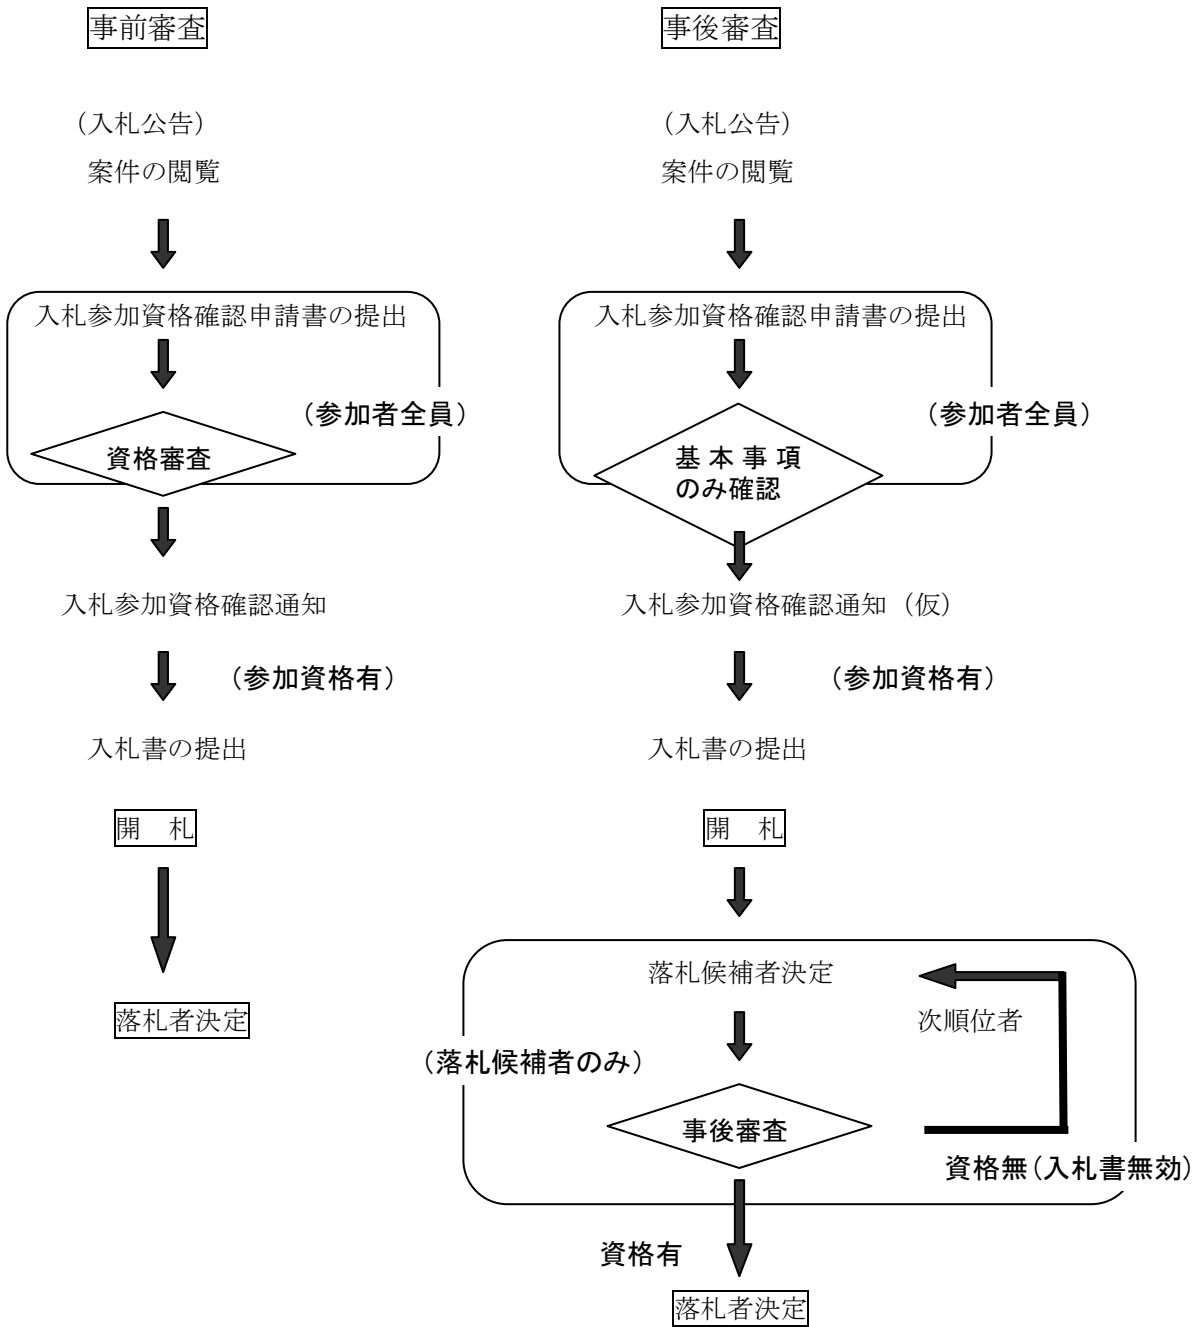 事前審査
（入札公告）
案件の閲覧
入札参加資格確認申請書の提出
（参加者全員）
資格審査
入札参加資格確認通知
（参加資格有）
入札書の提出
開　札
落札者決定
事後審査
（入札公告）
案件の閲覧
入札参加資格確認申請書の提出
（参加者全員）
基 本 事 項
のみ確認
入札参加資格確認通知（仮）
（参加資格有）
入札書の提出
開　札
落札候補者決定
次順位者
（落札候補者のみ）
事後審査
資格無（入札書無効）
資格有
落札者決定